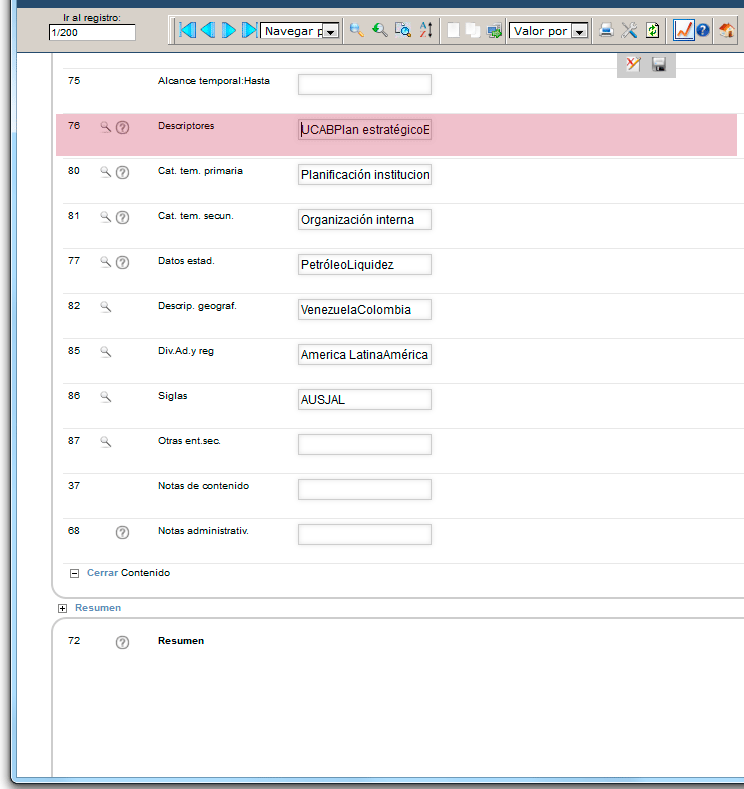 Ir al registro:
1/200
Navegar p
Valor por
75 Alcance temporal:Hasta
76 Descriptores UCABPlan estratégicoE
80 Cat. tem. primaria Planificación institucion
81 Cat. tem. secun. Organización interna
77 Datos estad. PetróleoLiquidez
82 Descrip. geograf. VenezuelaColombia
85 Div.Ad.y reg America LatinaAmérica
86 Siglas AUSJAL
87 Otras ent.sec.
37 Notas de contenido
68 Notas administrativ.
Cerrar Contenido
Resumen
72 Resumen